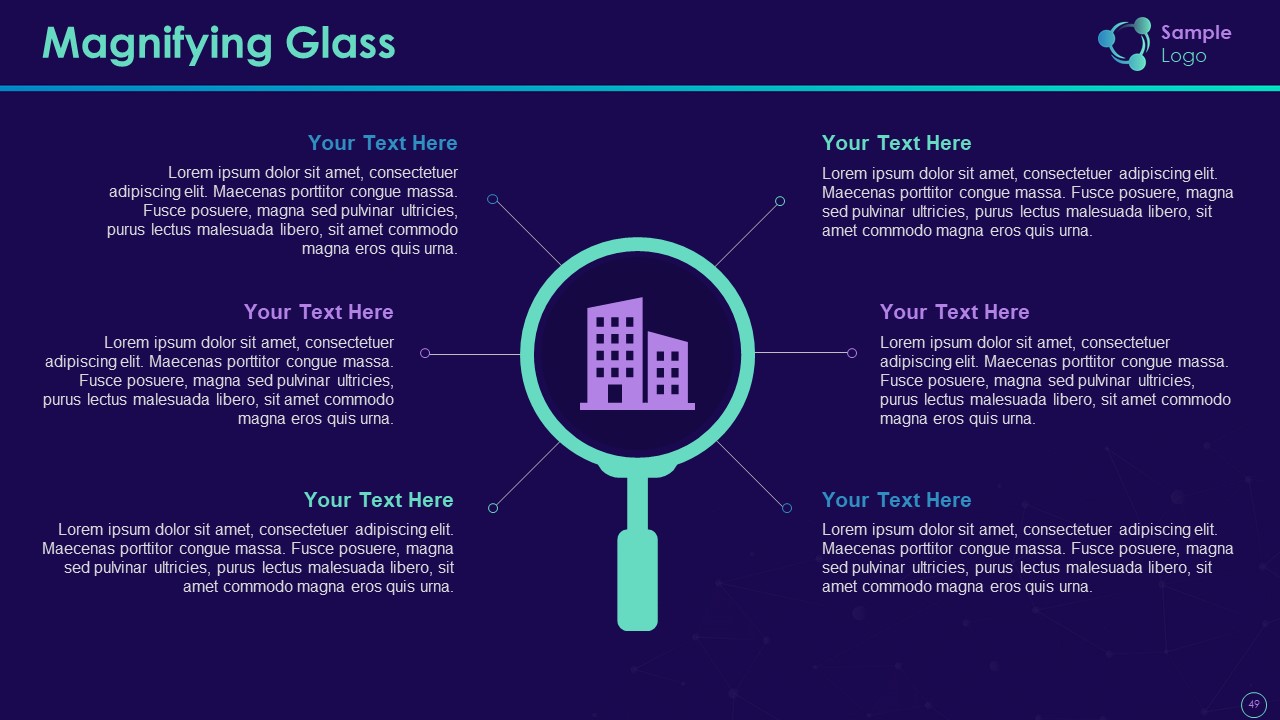 Magnifying Glass
Sample
Logo
Your Text Here
Lorem ipsum dolor sit amet, consectetuer
adipiscing elit. Maecenas porttitor congue massa.
Fusce posuere, magna sed pulvinar ultricies,
purus lectus malesuada libero, sit amet commodo
magna eros quis urna.
Your Text Here
Lorem ipsum dolor sit amet, consectetuer adipiscing elit.
Maecenas porttitor congue massa. Fusce posuere, magna
sed pulvinar ultricies, purus lectus malesuada libero, sit
amet commodo magna eros quis urna.
Your Text Here
Lorem ipsum dolor sit amet, consectetuer
adipiscing elit. Maecenas porttitor congue massa.
Fusce posuere, magna sed pulvinar ultricies,
purus lectus malesuada libero, sit amet commodo
magna eros quis urna.
Your Text Here
Lorem ipsum dolor sit amet, consectetuer
adipiscing elit. Maecenas porttitor congue massa.
Fusce posuere, magna sed pulvinar ultricies,
purus lectus malesuada libero, sit amet commodo
magna eros quis urna.
Your Text Here
Lorem ipsum dolor sit amet, consectetuer adipiscing elit.
Maecenas porttitor congue massa. Fusce posuere, magna
sed pulvinar ultricies, purus lectus malesuada libero, sit
amet commodo magna eros quis urna.
Your Text Here
Lorem ipsum dolor sit amet, consectetuer adipiscing elit.
Maecenas porttitor congue massa. Fusce posuere, magna
sed pulvinar ultricies, purus lectus malesuada libero, sit
amet commodo magna eros quis urna.
49